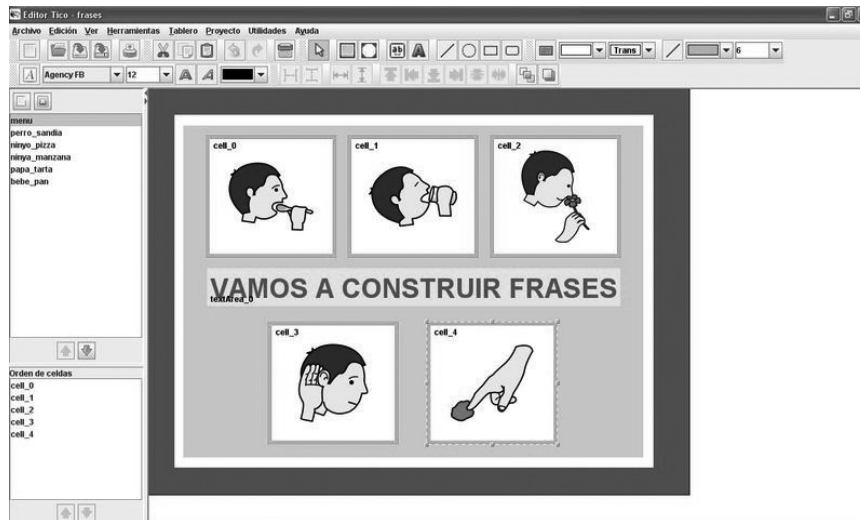 Editor Tico - frases
Archivo Edición Ver Herramientas Tablero Proyecto Utilidades Ayuda
Trans 6
Agency FB 12
menu
perro_sandia
ninyo_pizza
ninya_manzana
papa_tarta
bebe_pan
Orden de celdas
cell_0
cell_1
cell_2
cell_3
cell_4
cell_0 cell_1 cell_2
VAMOS A CONSTRUIR FRASES
textArea_0
cell_3 cell_4